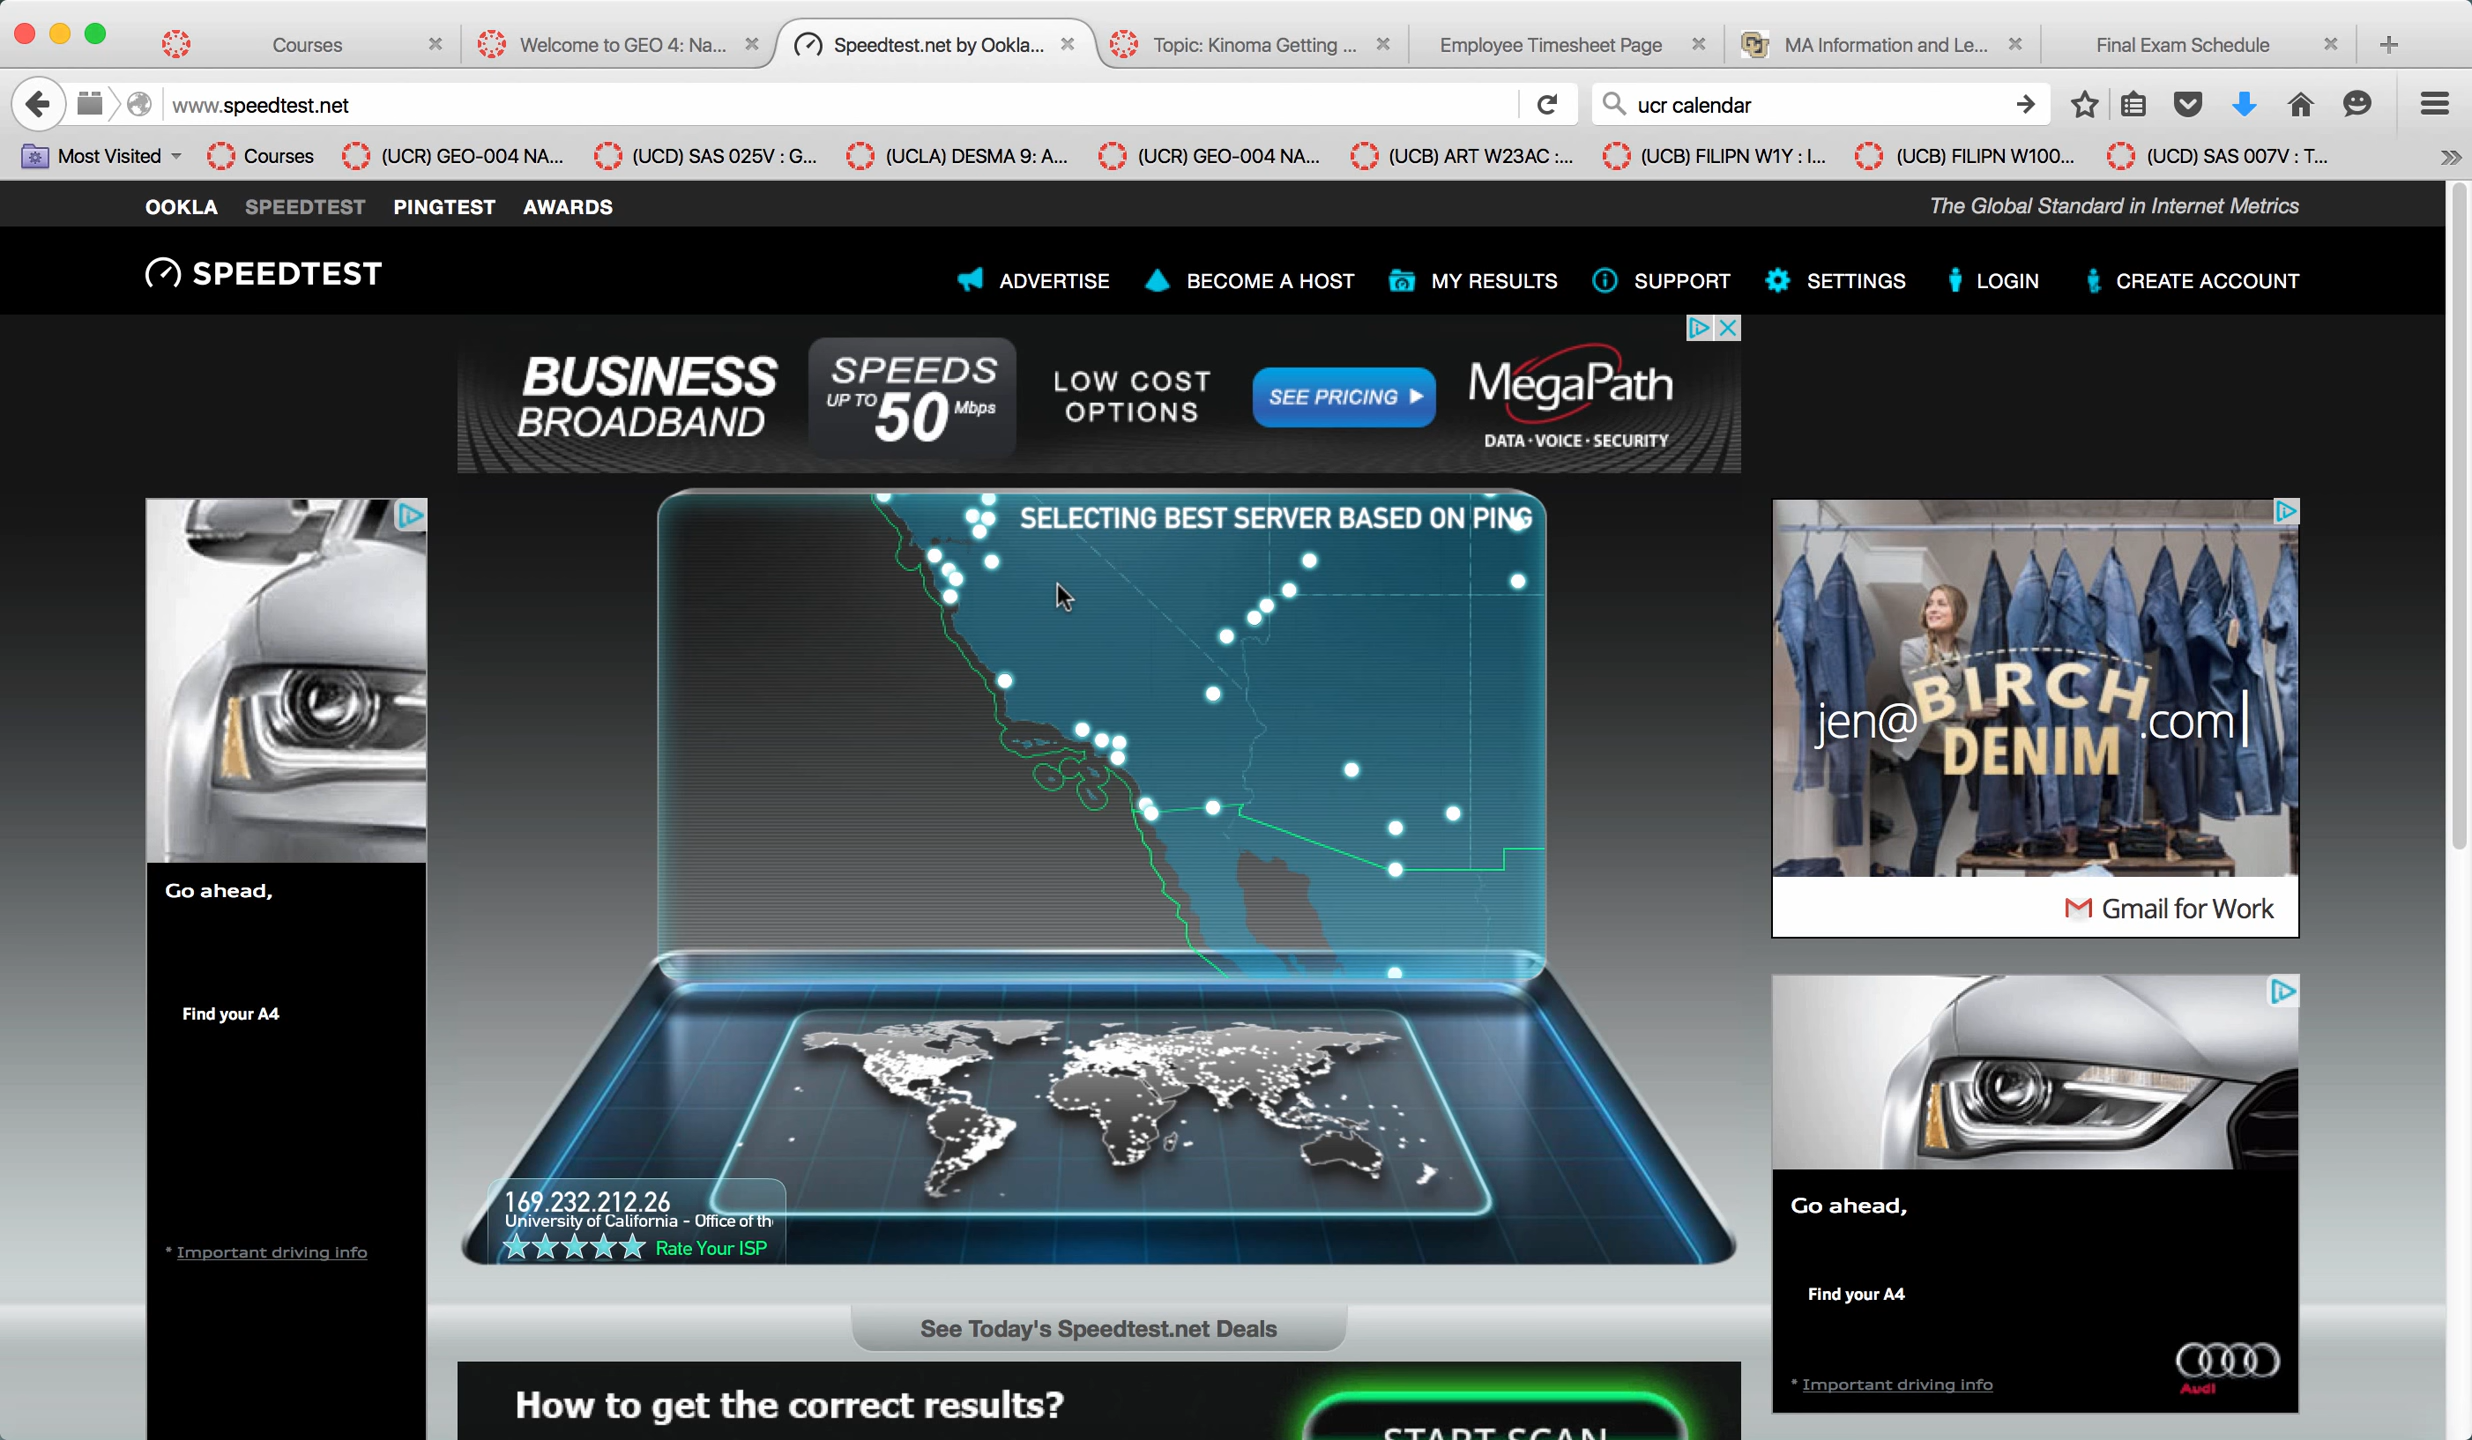 Courses
Welcome to GEO 4: Na...
Speedtest.net by Ookla...
Topic: Kinoma Getting ...
Employee Timesheet Page
MA Information and Le...
Final Exam Schedule
www.speedtest.net
ucr calendar
Most Visited
Courses
(UCR) GEO-004 NA...
(UCD) SAS 025V : G...
(UCLA) DESMA 9: A...
(UCR) GEO-004 NA...
(UCB) ART W23AC :...
(UCB) FILIPN W1Y : I...
(UCB) FILIPN W100...
(UCD) SAS 007V : T...
OOKLA SPEEDTEST PINGTEST AWARDS
The Global Standard in Internet Metrics
SPEEDTEST
ADVERTISE
BECOME A HOST
MY RESULTS
SUPPORT
SETTINGS
LOGIN
CREATE ACCOUNT
BUSINESS
BROADBAND
SPEEDS
UP TO 50 Mbps
LOW COST
OPTIONS
SEE PRICING
MegaPath
DATA · VOICE · SECURITY
SELECTING BEST SERVER BASED ON PING
Go ahead,
Find your A4
* Important driving info
jen@BIRCH DENIM.com
Gmail for Work
Go ahead,
Find your A4
* Important driving info
Audi
169.232.212.26
University of California - Office of th
Rate Your ISP
See Today's Speedtest.net Deals
How to get the correct results?
START SCAN